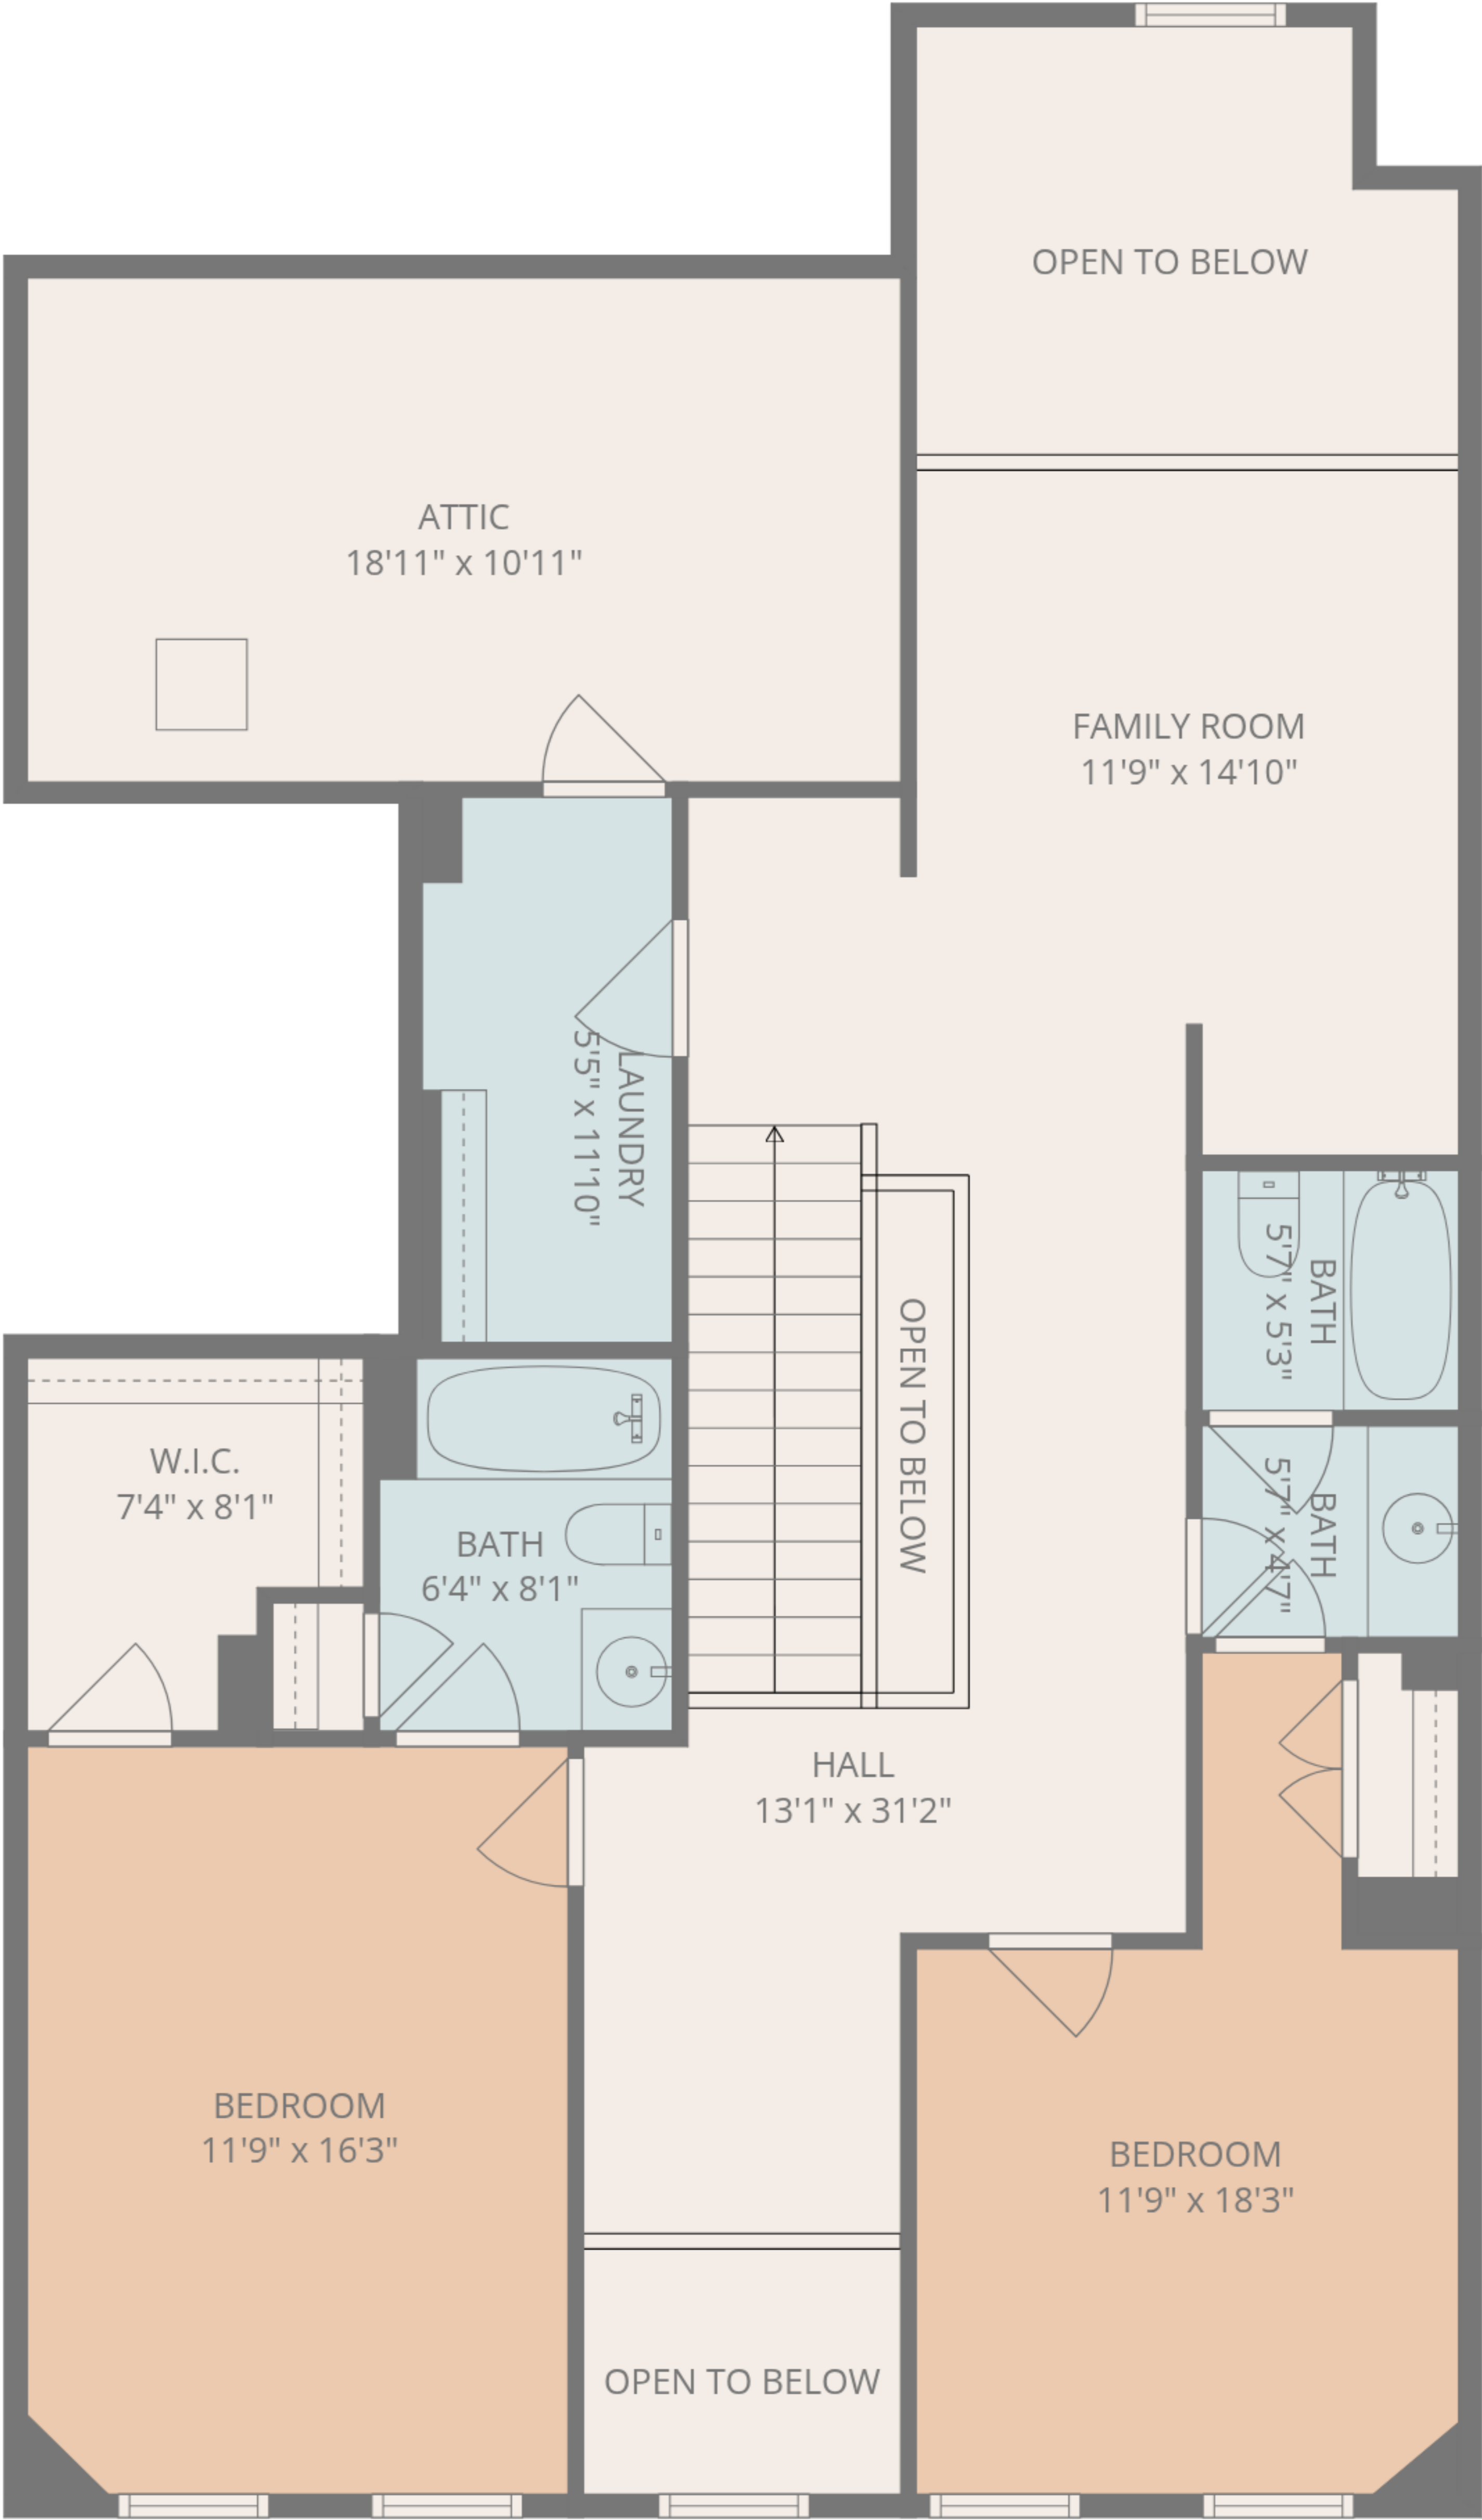 OPEN TO BELOW
ATTIC
18'11" x 10'11"
FAMILY ROOM
11'9" x 14'10"
LAUNDRY
5'5" x 11'10"
OPEN TO BELOW
BATH
5'7" x 5'3"
W.I.C.
7'4" x 8'1"
BATH
6'4" x 8'1"
BATH
5'7" x 4'7"
HALL
13'1" x 31'2"
BEDROOM
11'9" x 16'3"
BEDROOM
11'9" x 18'3"
OPEN TO BELOW